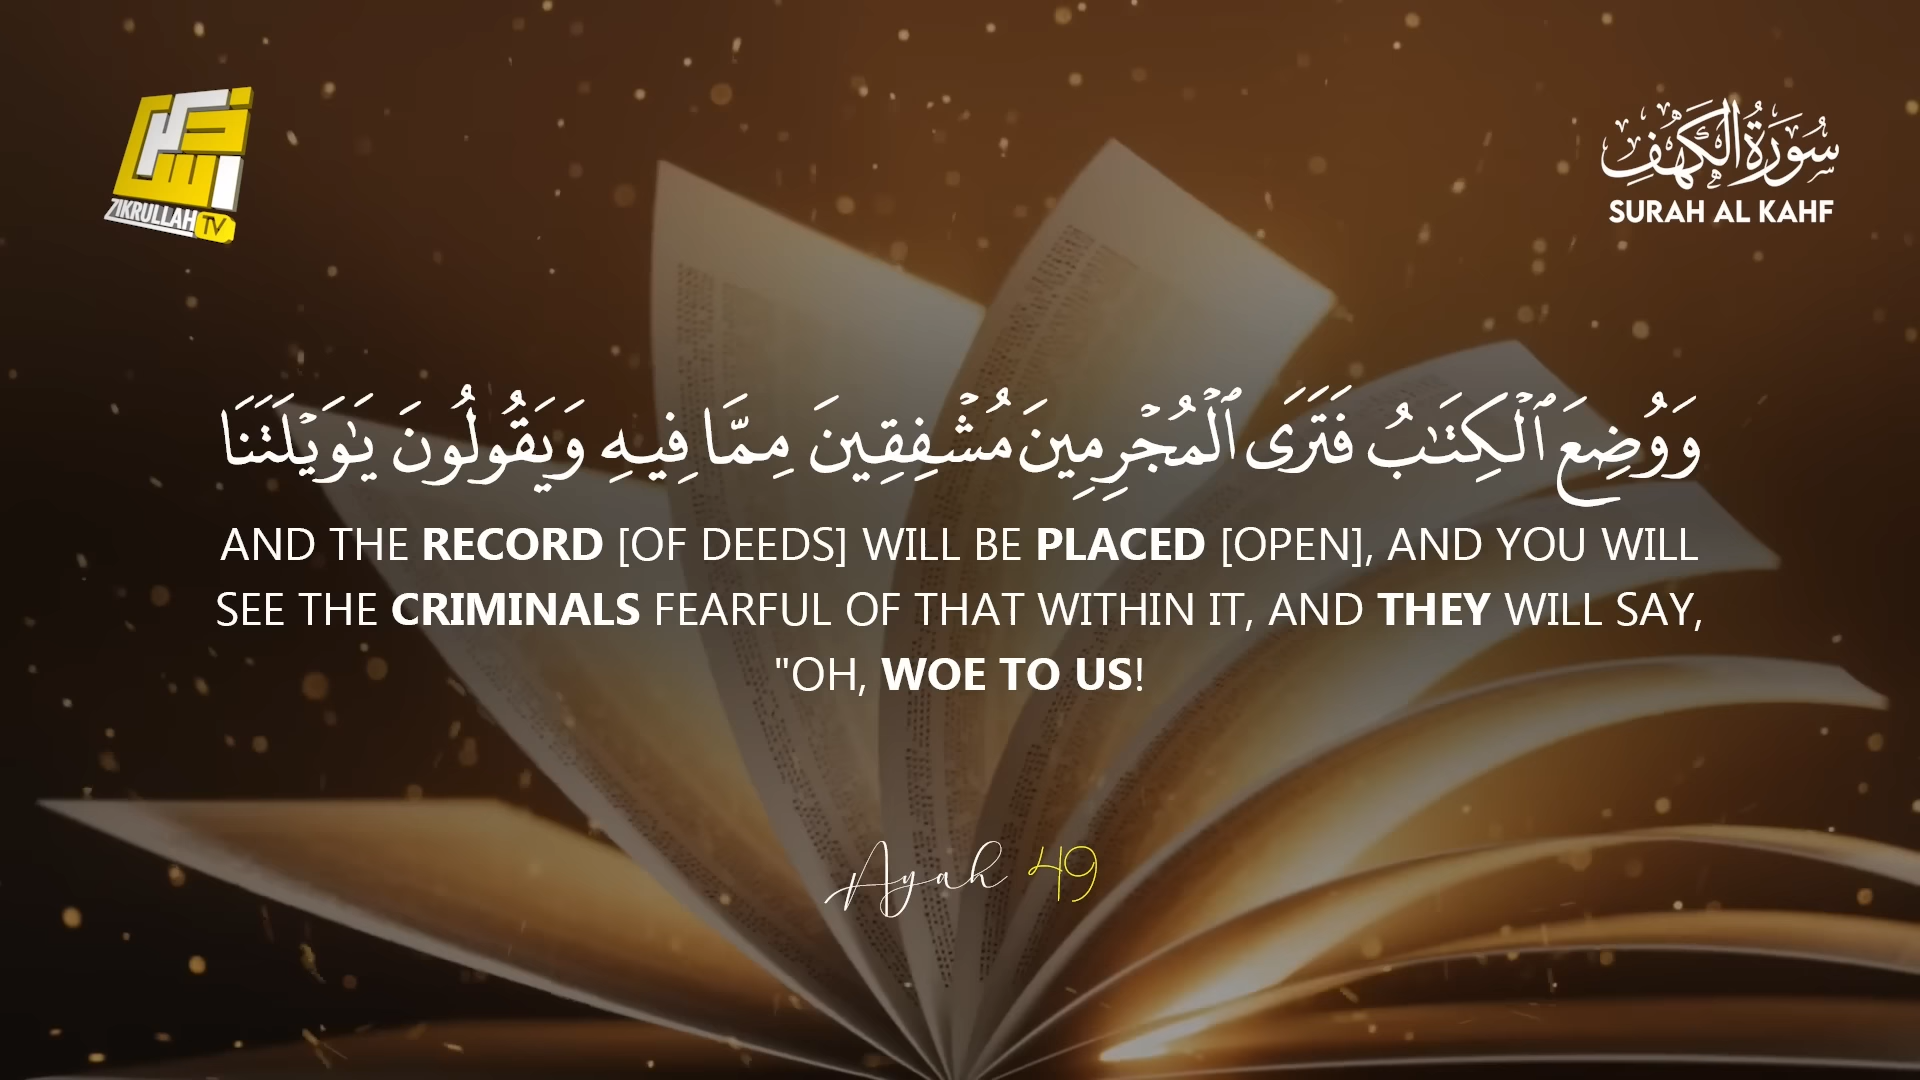 ZIKRULLAH TV
سُورَةُ الْكَهْفِ
SURAH AL KAHF
وَوُضِعَ ٱلْكِتَـٰبُ فَتَرَى ٱلْمُجْرِمِينَ مُشْفِقِينَ مِمَّا فِيهِ وَيَقُولُونَ يَـٰوَيْلَتَنَا
AND THE RECORD [OF DEEDS] WILL BE PLACED [OPEN], AND YOU WILL
SEE THE CRIMINALS FEARFUL OF THAT WITHIN IT, AND THEY WILL SAY,
"OH, WOE TO US!
Ayah 49